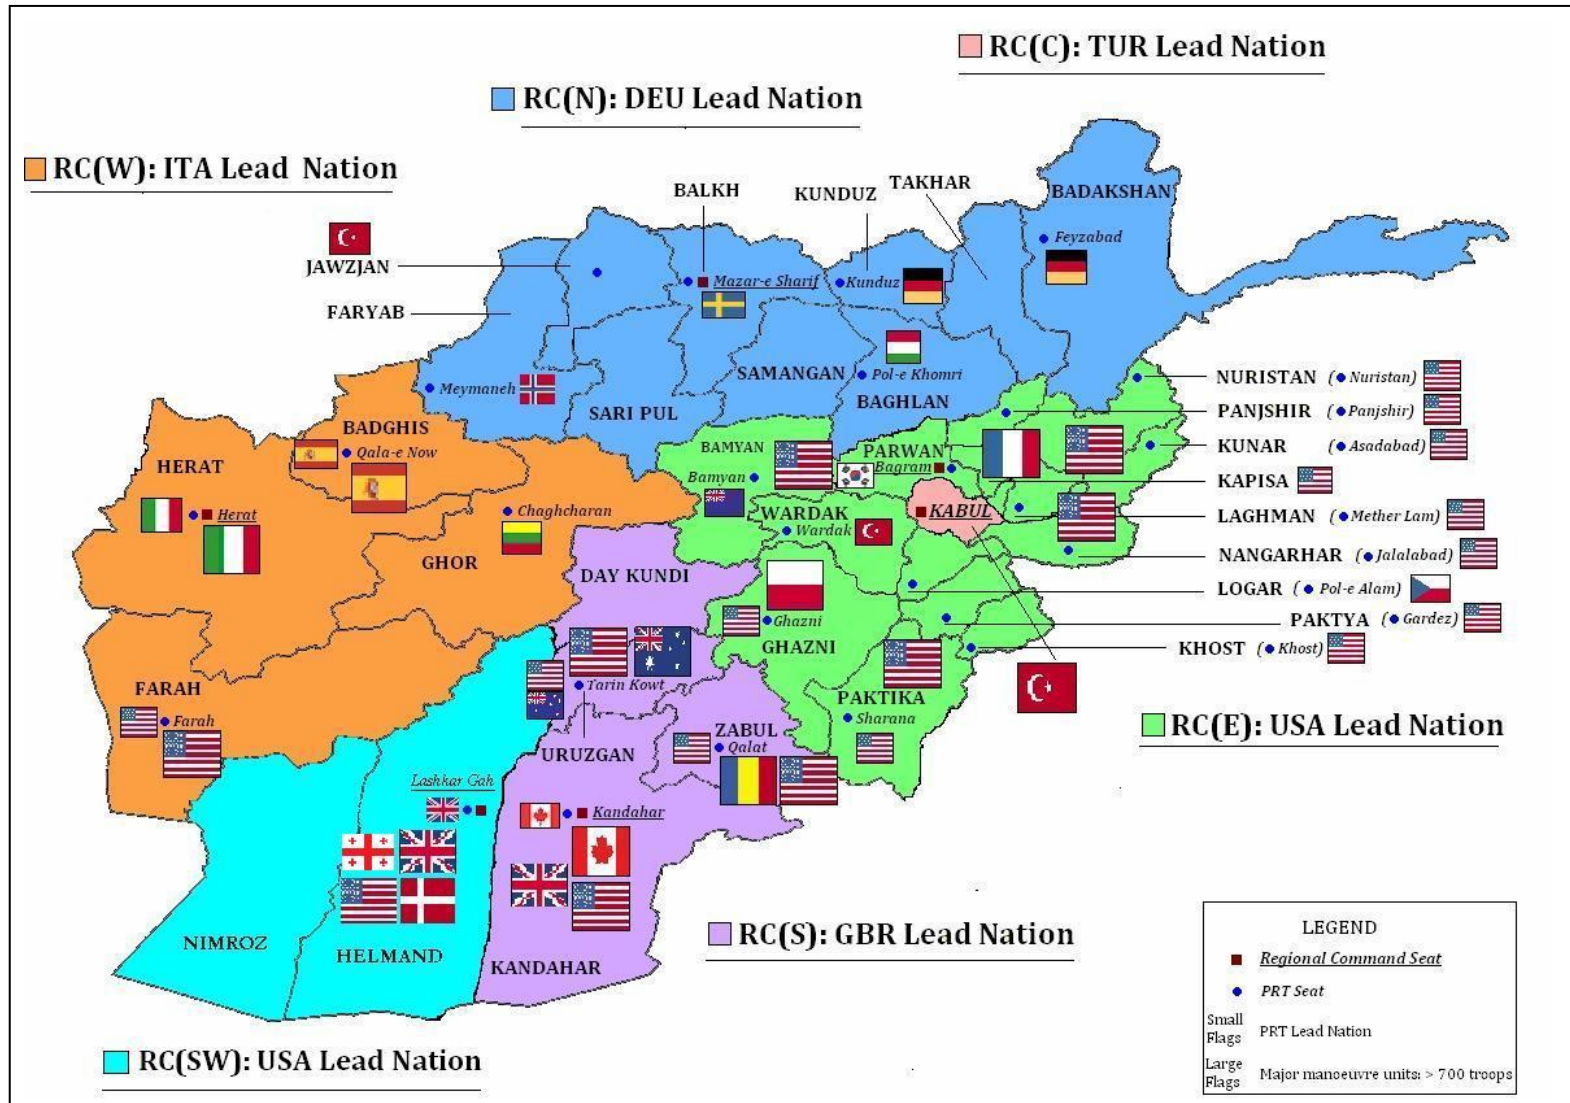 RC(C): TUR Lead Nation
RC(N): DEU Lead Nation
RC(W): ITA Lead Nation
BALKH
KUNDUZ
TAKHAR
BADAKSHAN
Feyzabad
JAWZJAN
Mazar-e Sharif
Kunduz
FARYAB
Meymaneh
SARI PUL
SAMANGAN
Pol-e Khomri
BAGHLAN
NURISTAN (Nuristan)
PANJSHIR (Panjshir)
KUNAR (Asadabad)
KAPISA
LAGHMAN (Mether Lam)
NANGARHAR (Jalalabad)
LOGAR (Pol-e Alam)
PAKTYA (Gardez)
KHOST (Khost)
BADGHIS
Qala-e Now
HERAT
Herat
Chaghcharan
GHOR
BAMYAN
Bamyan
PARWAN
Bagram
WARDAK
Wardak
KABUL
DAY KUNDI
Ghazni
GHAZNI
FARAH
Farah
Tarin Kowt
URUZGAN
ZABUL
Qalat
PAKTIKA
Sharana
RC(E): USA Lead Nation
Lashkar Gah
Kandahar
NIMROZ
HELMAND
KANDAHAR
RC(S): GBR Lead Nation
RC(SW): USA Lead Nation
LEGEND
Regional Command Seat
PRT Seat
Small Flags PRT Lead Nation
Large Flags Major manoeuvre units: > 700 troops